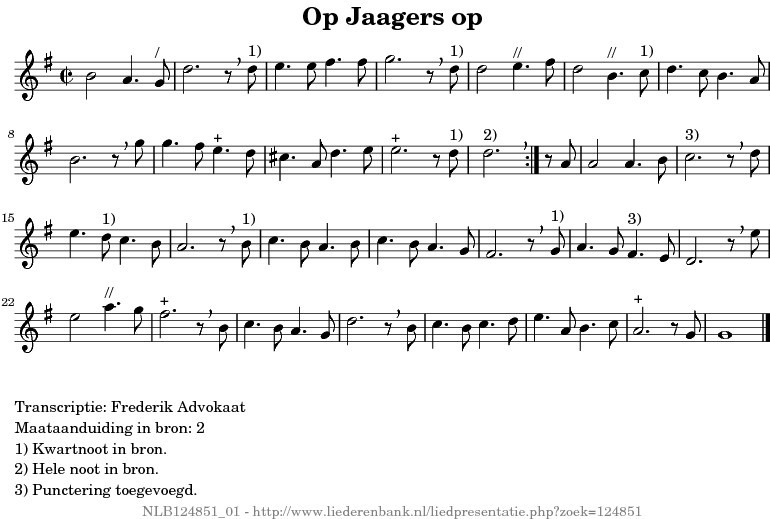 Op Jaagers op
/ 1) 1) // // 1)
8 + + 1) 2) 3)
15 1) 1) 1) 3)
22 // + +
Transcriptie: Frederik Advokaat
Maataanduiding in bron: 2
1) Kwartnoot in bron.
2) Hele noot in bron.
3) Punctering toegevoegd.
NLB124851_01 - http://www.liederenbank.nl/liedpresentatie.php?zoek=124851